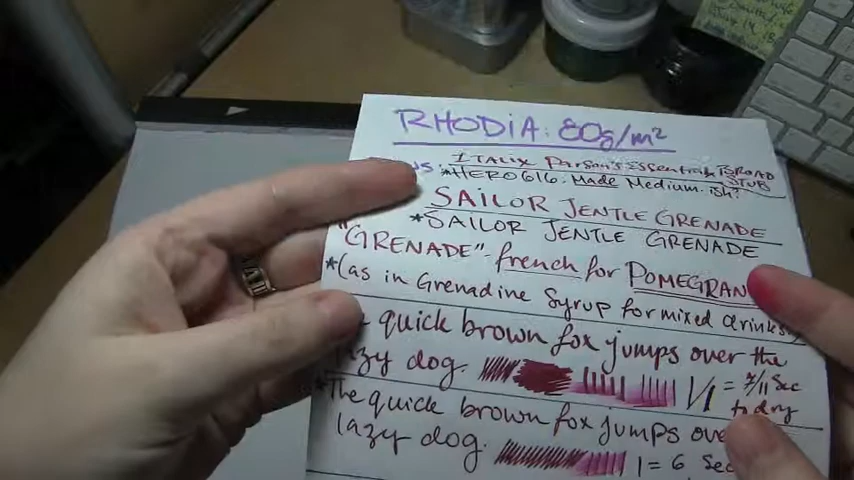 RHODIA: 80g/m²
ITALIX Parson's Essential BROAD STUB
*HERO 616: Made Medium.ish?
SAILOR JENTLE GRENADE
*SAILOR JENTLE GRENADE
"GRENADE" - french for POMEGRAN
*(as in Grenadine Syrup for mixed drinks
quick brown fox jumps over the
lazy dog. 1/1 = 7/11 Sec
to dry
*The quick brown fox jumps ove
lazy dog. 1 = 6 Sec